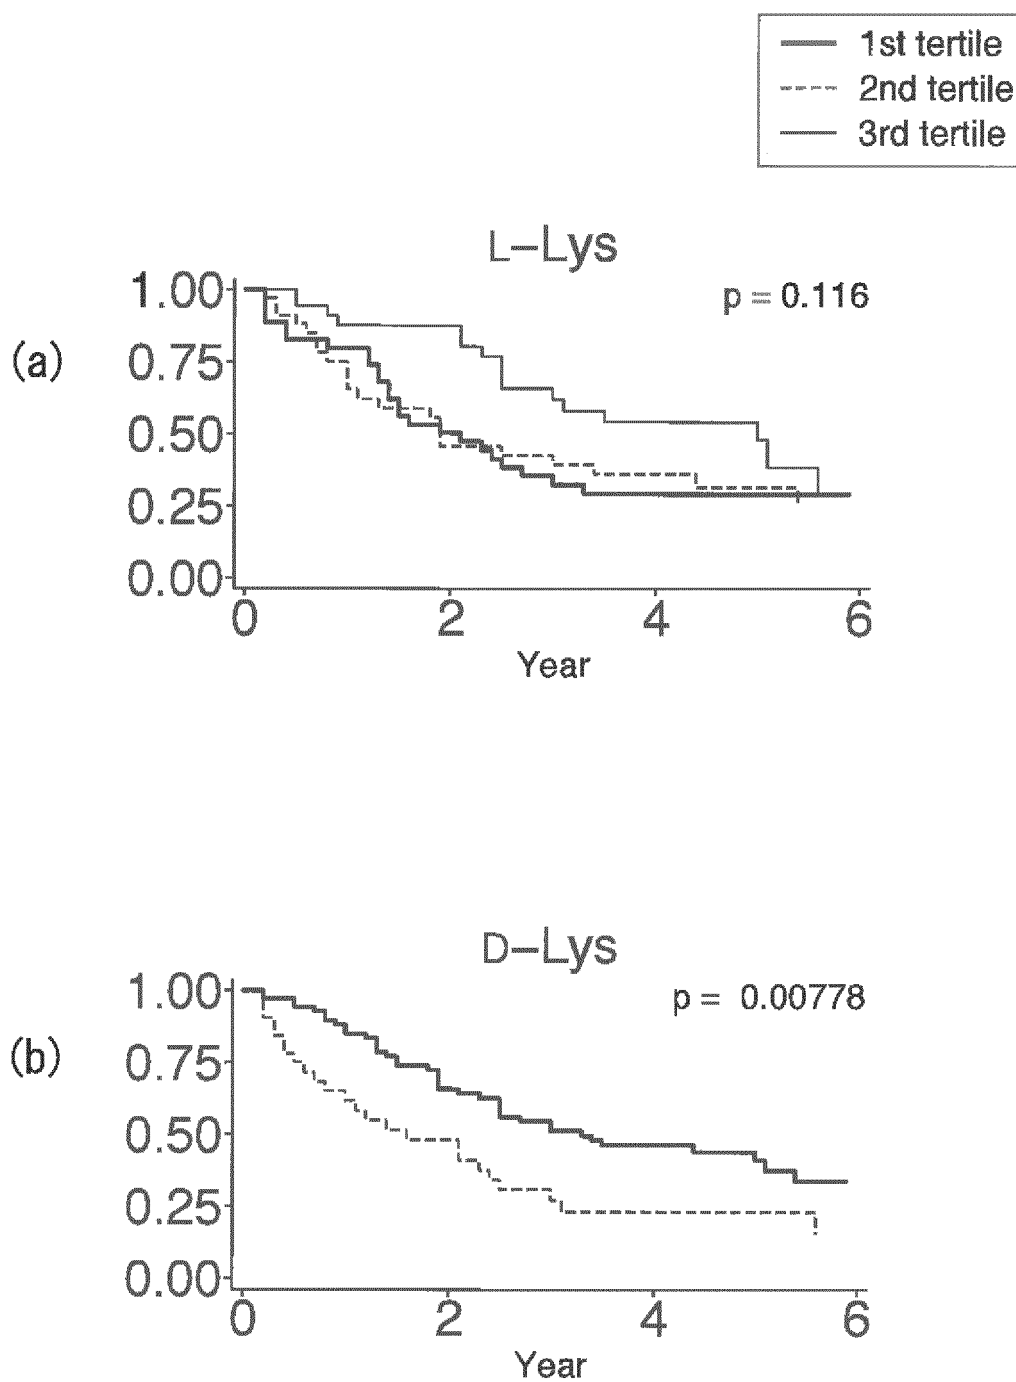 1st tertile
2nd tertile
3rd tertile
(a)
L–Lys
p = 0.116
1.00
0.75
0.50
0.25
0.00
0 2 4 6
Year
(b)
D–Lys
p = 0.00778
1.00
0.75
0.50
0.25
0.00
0 2 4 6
Year